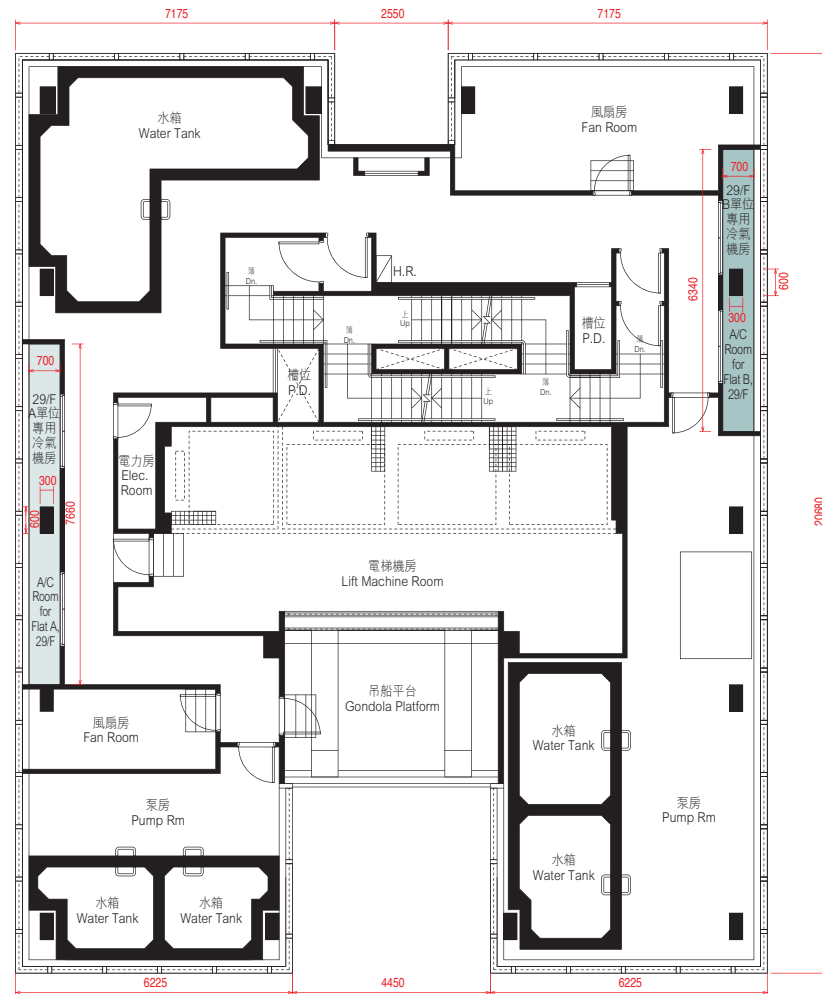 7175
2550
7175
水箱
Water Tank
風扇房
Fan Room
700
29/F
B單位
專用
冷氣
機房
6340
600
300
A/C
Room
for
Flat B,
29/F
落
Dn.
H.R.
上
Up
落
Dn.
槽位
P.D.
落
Dn.
槽位
P.D.
上
Up
落
Dn.
700
29/F
A單位
專用
冷氣
機房
300
600
7660
A/C
Room
for
Flat A,
29/F
電力房
Elec.
Room
20680
電梯機房
Lift Machine Room
吊船平台
Gondola Platform
風扇房
Fan Room
水箱
Water Tank
泵房
Pump Rm
泵房
Pump Rm
水箱
Water Tank
水箱
Water Tank
水箱
Water Tank
6225
4450
6225